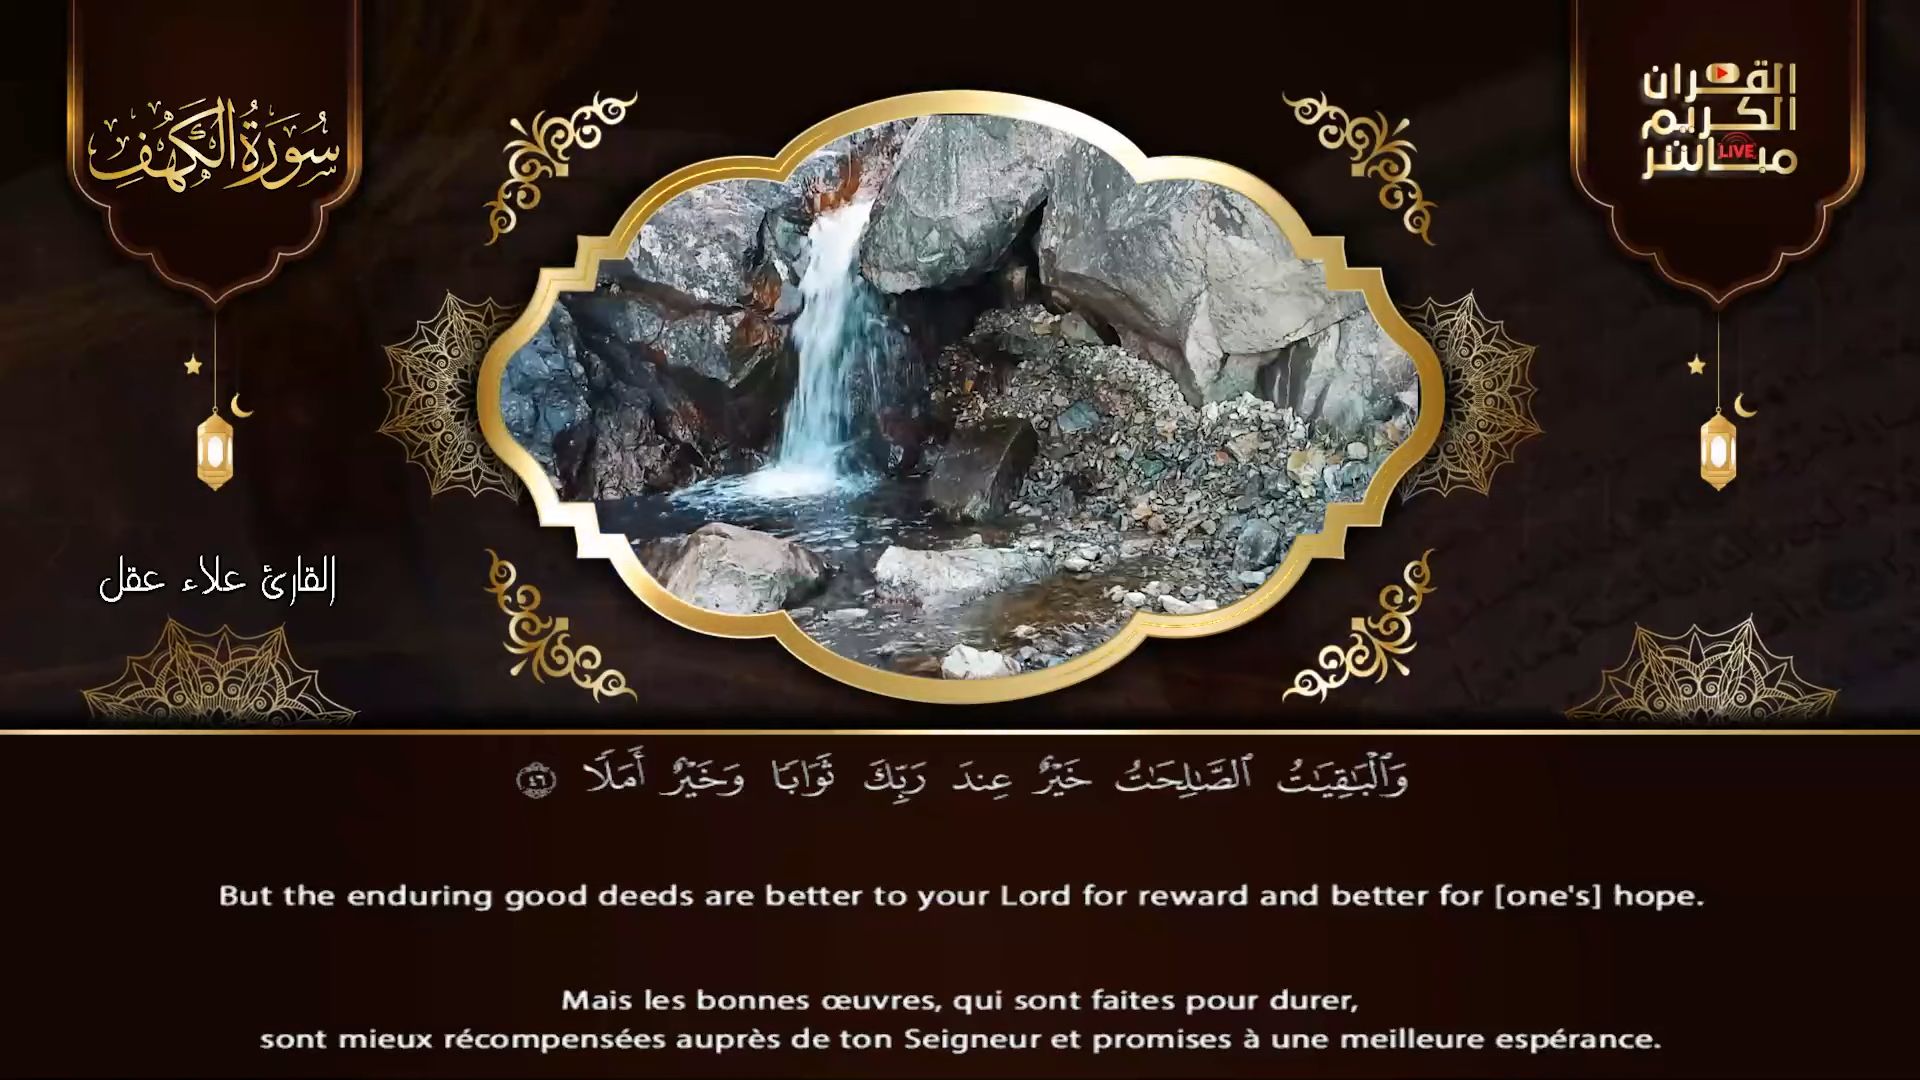 سُورَةُ الكَهْفِ
القران
الكريم
مباشر
LIVE
القارئ علاء عقل
وَٱلْبَٰقِيَٰتُ ٱلصَّٰلِحَٰتُ خَيْرٌ عِندَ رَبِّكَ ثَوَابًا وَخَيْرٌ أَمَلًا ٤٦
But the enduring good deeds are better to your Lord for reward and better for [one's] hope.
Mais les bonnes œuvres, qui sont faites pour durer,
sont mieux récompensées auprès de ton Seigneur et promises à une meilleure espérance.